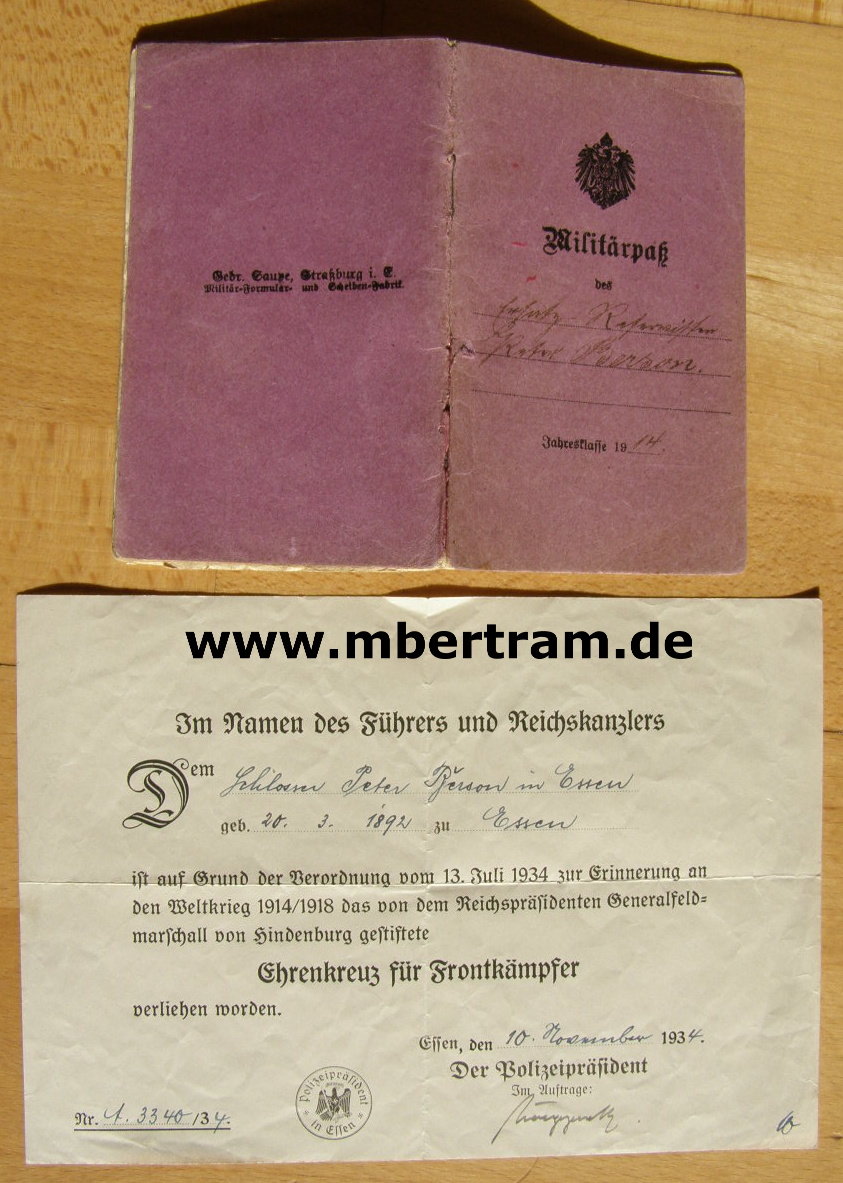 Gebr. Saupe, Straßburg i. E.
Militär-Formular- und Scheiben-Fabrik.
Militärpaß
des
Ersatz-Reservisten
Peter Pierson.
Jahresklasse 1914.
www.mbertram.de
Im Namen des Führers und Reichskanzlers
Dem Schlosser Peter Pierson in Essen
geb. 20. 3. 1892 zu Essen
ist auf Grund der Verordnung vom 13. Juli 1934 zur Erinnerung an
den Weltkrieg 1914/1918 das von dem Reichspräsidenten Generalfeld=
marschall von Hindenburg gestiftete
Ehrenkreuz für Frontkämpfer
verliehen worden.
Essen, den 10. November 1934.
Der Polizeipräsident
Im Auftrage:
Nr. A. 3340/34.
Polizeipräsident
in Essen